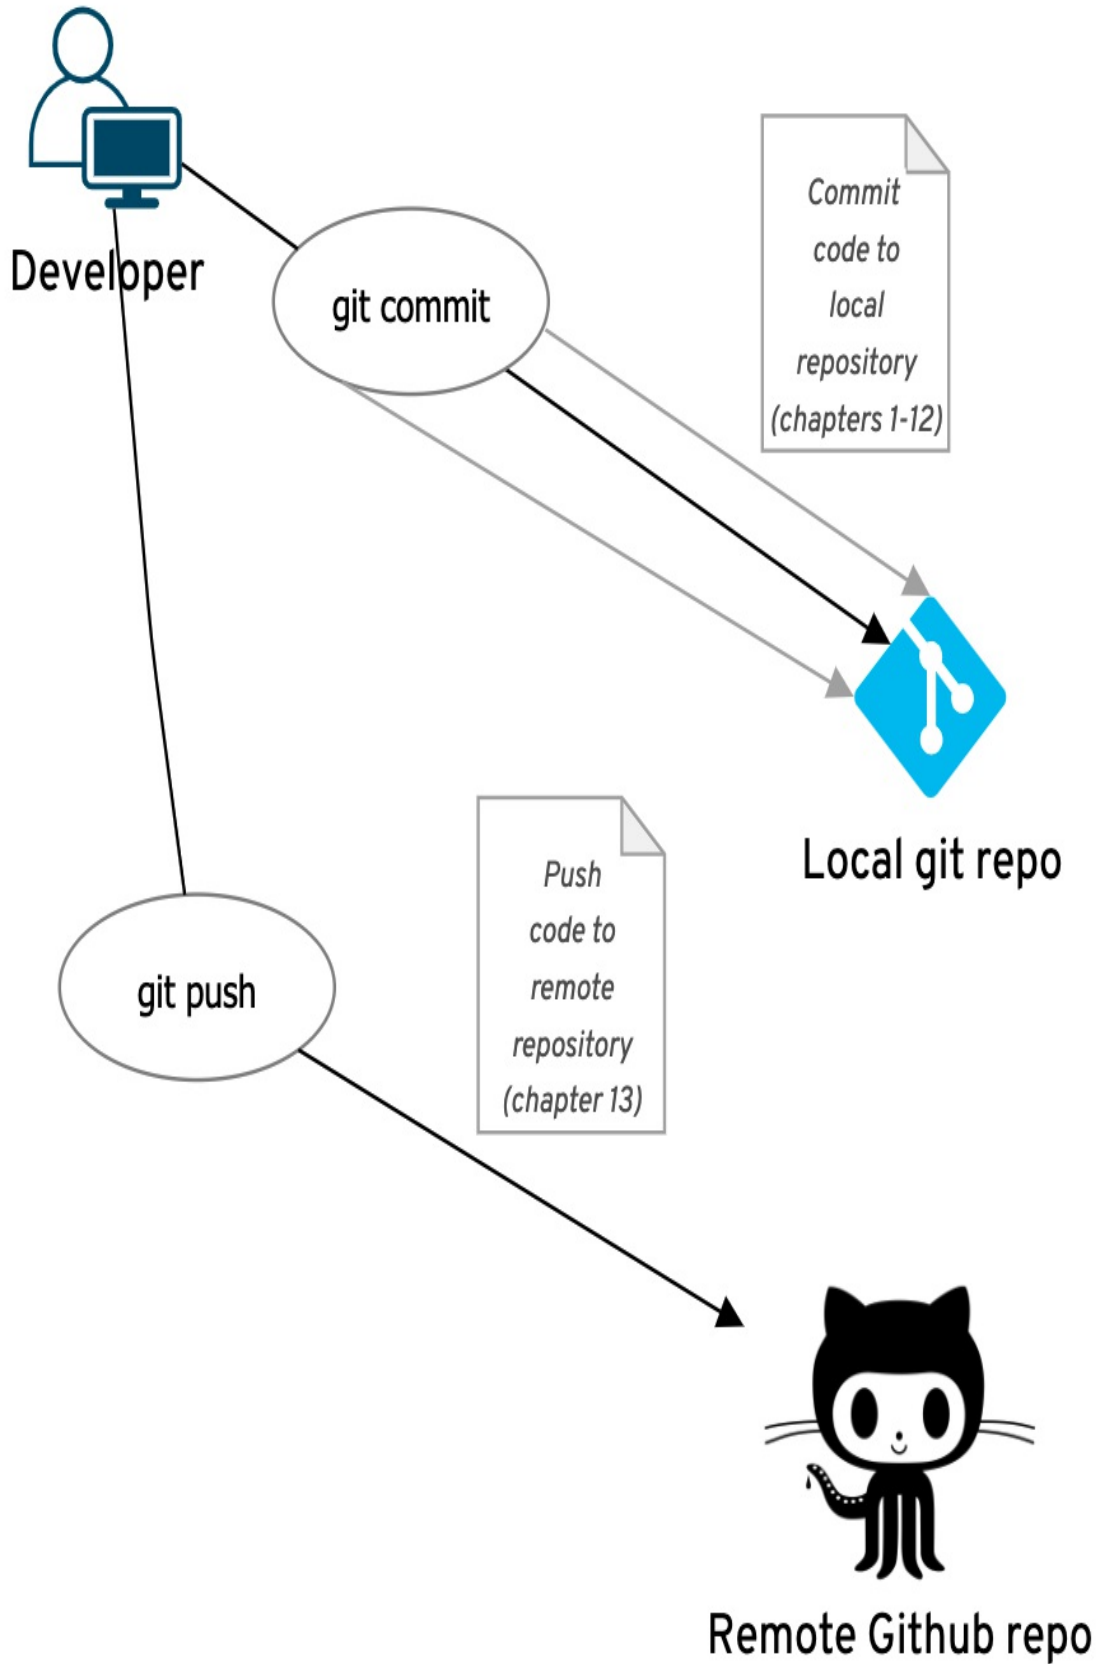 Developer
git commit
Commit
code to
local
repository
(chapters 1-12)
Local git repo
git push
Push
code to
remote
repository
(chapter 13)
Remote Github repo